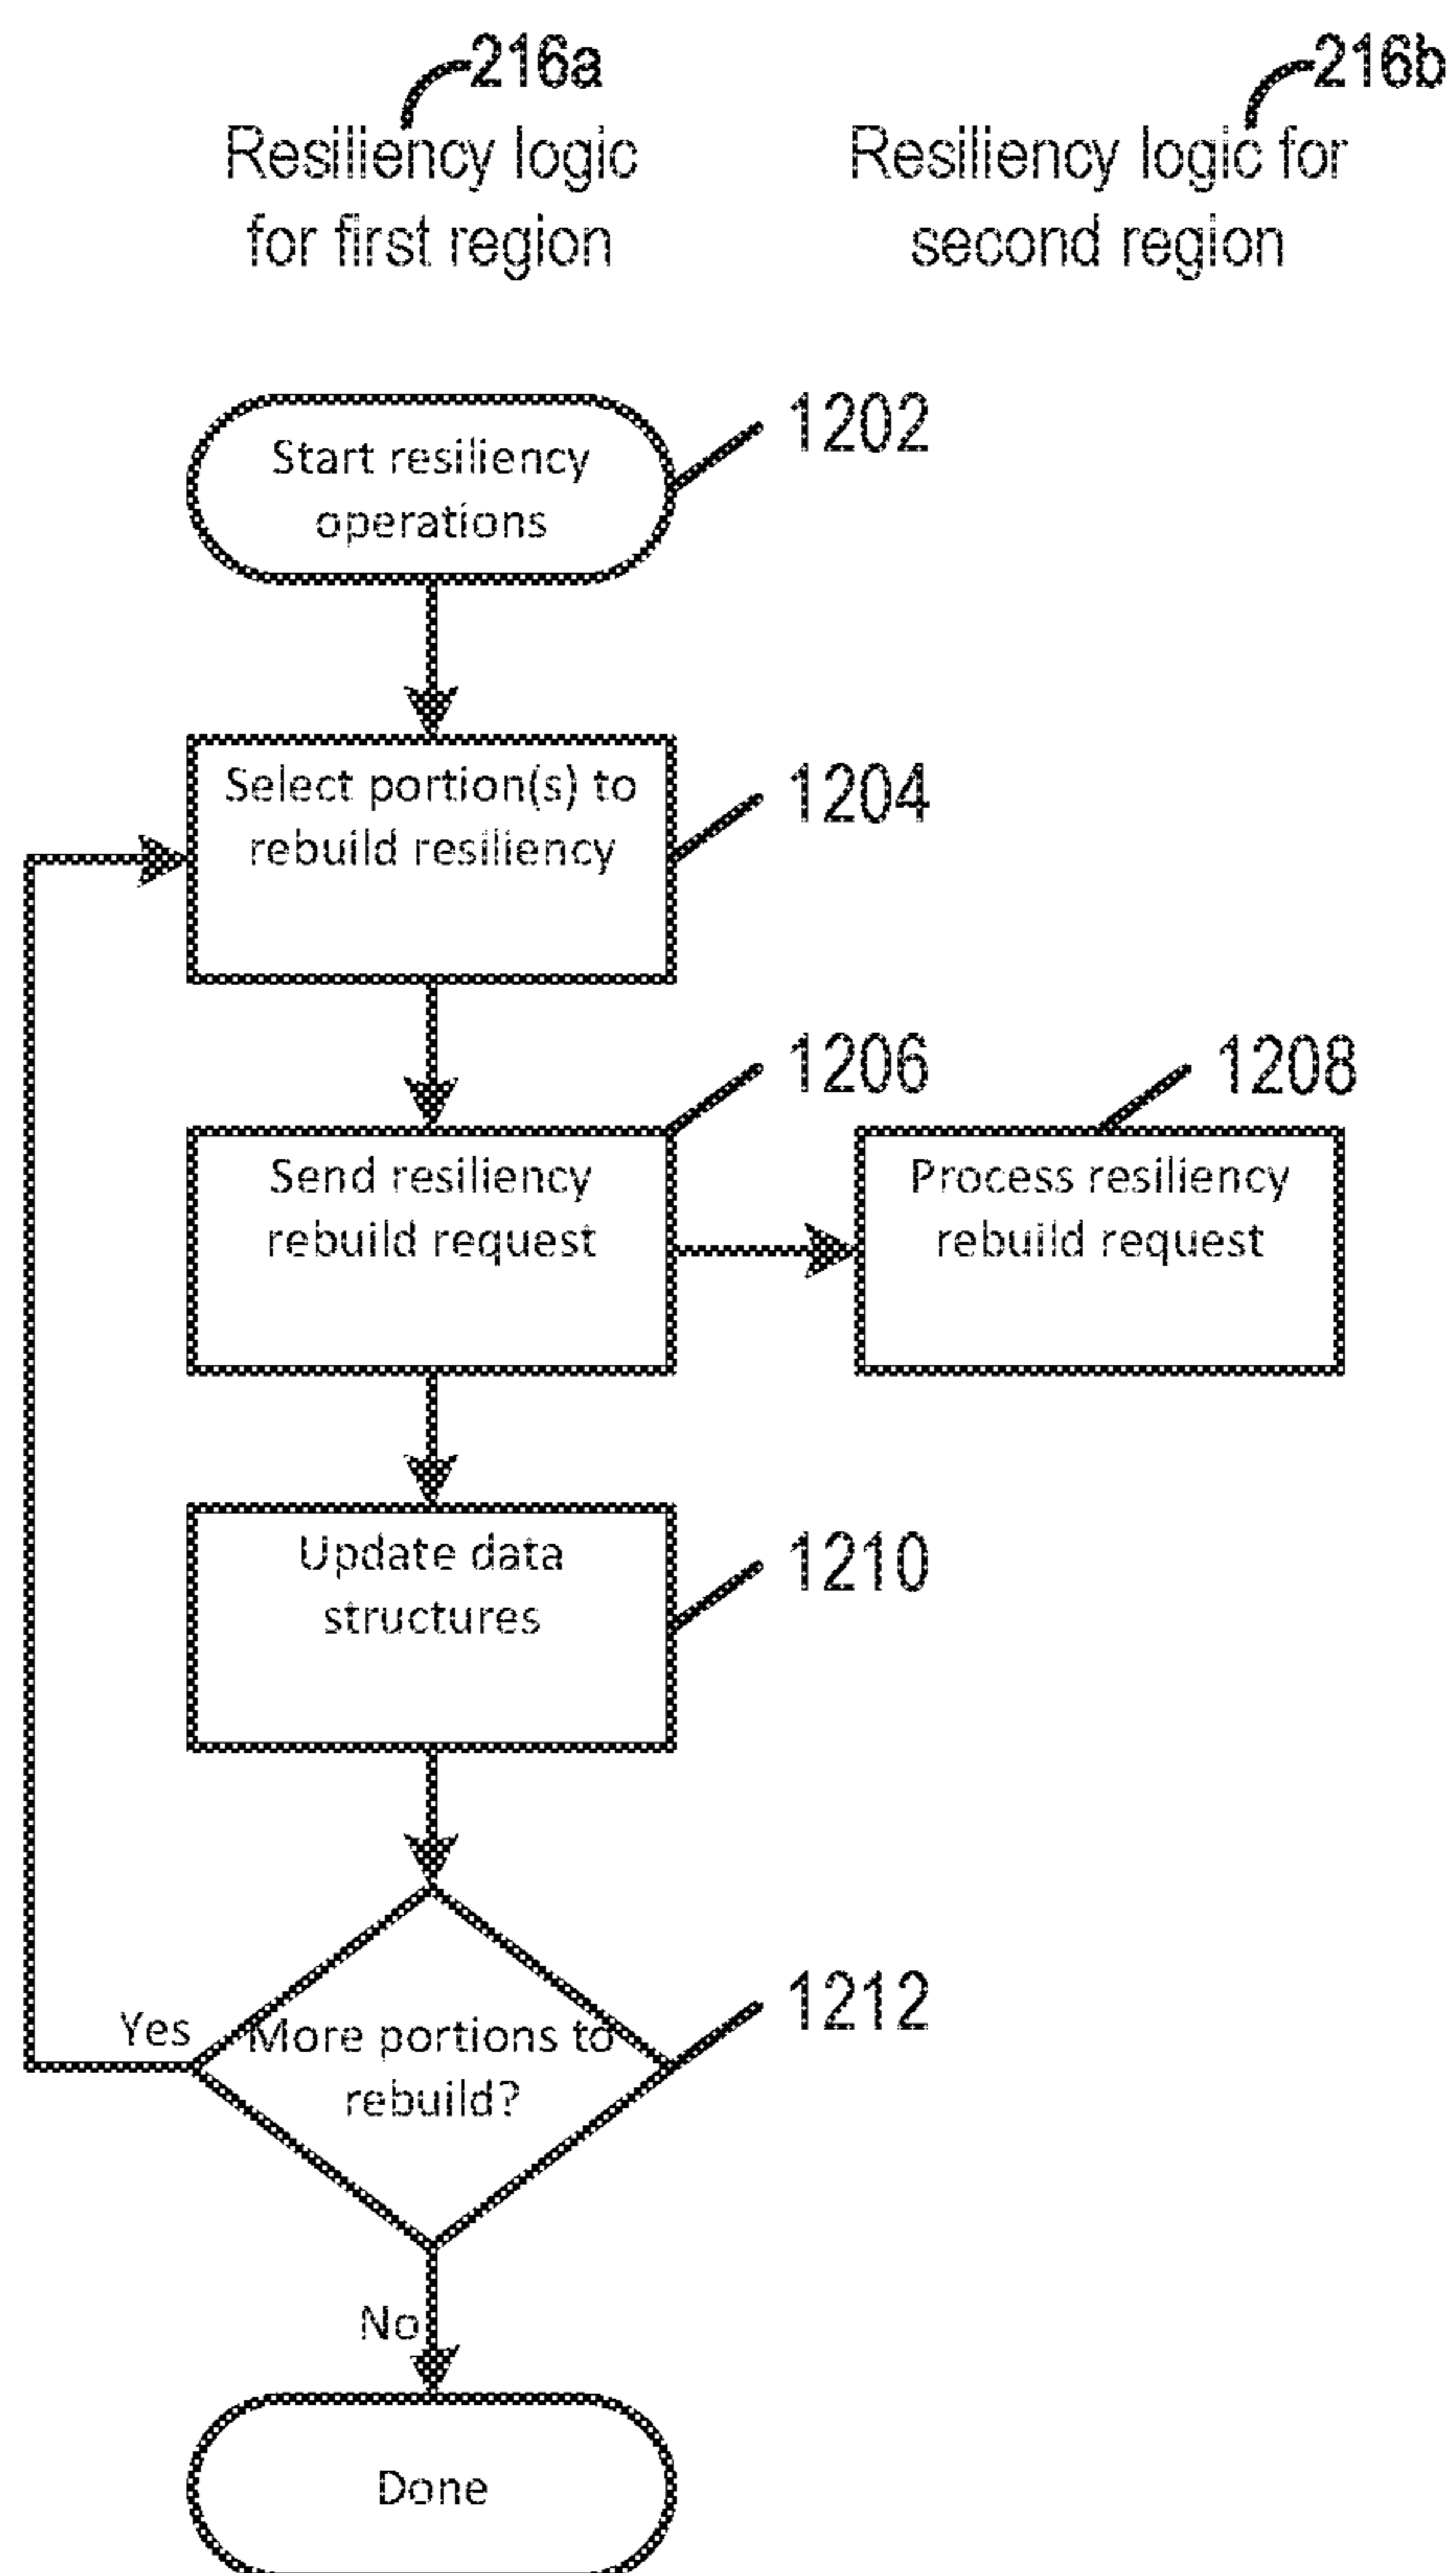 216a
Resiliency logic
for first region
216b
Resiliency logic for
second region
Start resiliency
operations
1202
Select portion(s) to
rebuild resiliency
1204
Send resiliency
rebuild request
1206
Process resiliency
rebuild request
1208
Update data
structures
1210
More portions to
rebuild?
1212
Yes
No
Done